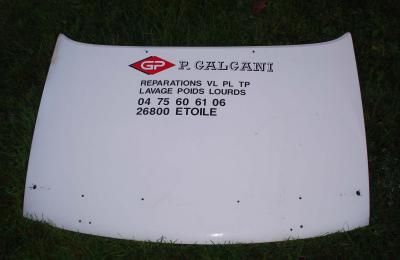 GP P. GALGANI
REPARATIONS VL PL TP
LAVAGE POIDS LOURDS
04 75 60 61 06
26800 ETOILE